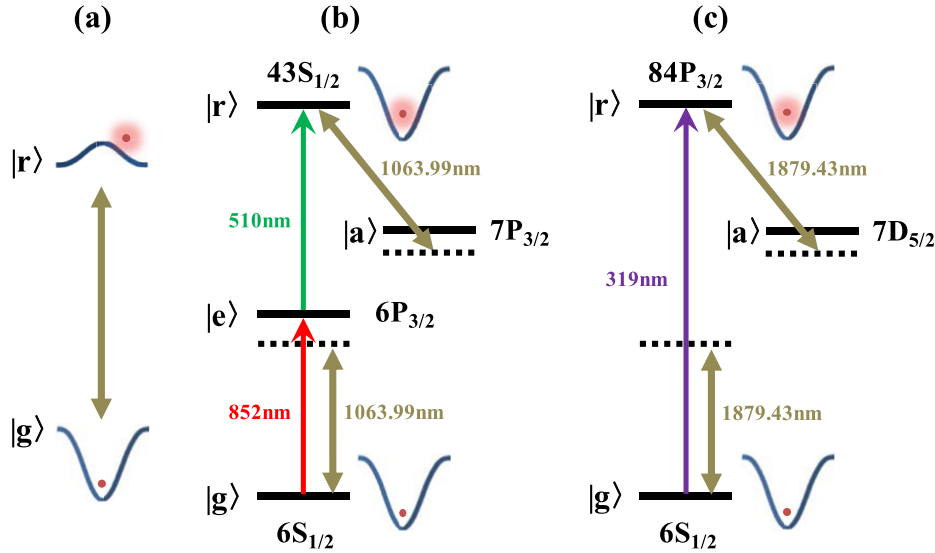 (a)
|r⟩
|g⟩
(b)
43S1/2
|r⟩
1063.99nm
510nm
|a⟩
7P3/2
|e⟩
6P3/2
852nm
1063.99nm
|g⟩
6S1/2
(c)
84P3/2
|r⟩
1879.43nm
|a⟩
7D5/2
319nm
1879.43nm
|g⟩
6S1/2